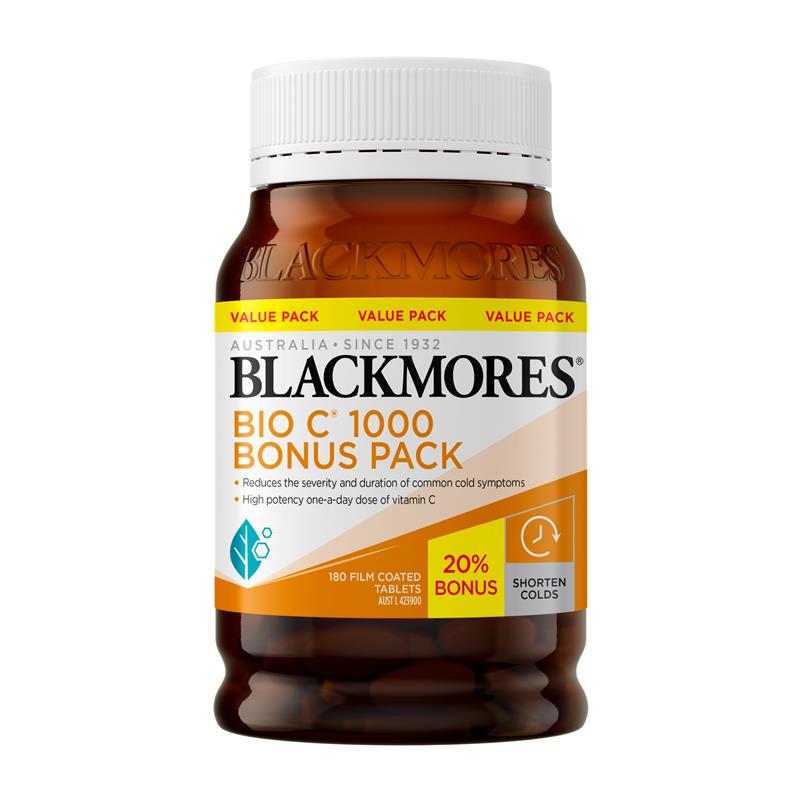 BLACKMORES
VALUE PACK VALUE PACK VALUE PACK
AUSTRALIA • SINCE 1932
BLACKMORES®
BIO C® 1000
BONUS PACK
• Reduces the severity and duration of common cold symptoms
• High potency one-a-day dose of vitamin C
180 FILM COATED
TABLETS
AUST L 423900
20%
BONUS
SHORTEN
COLDS